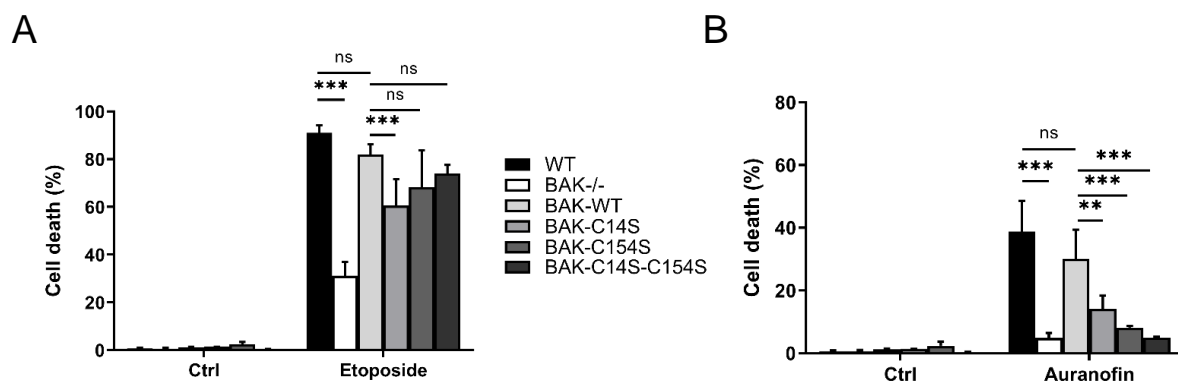 A
Cell death (%)
100
80
60
40
20
0
ns
ns
***
ns
***
Ctrl
Etoposide
WT
BAK-/-
BAK-WT
BAK-C14S
BAK-C154S
BAK-C14S-C154S
B
Cell death (%)
80
60
40
20
0
ns
***
***
***
**
Ctrl
Auranofin